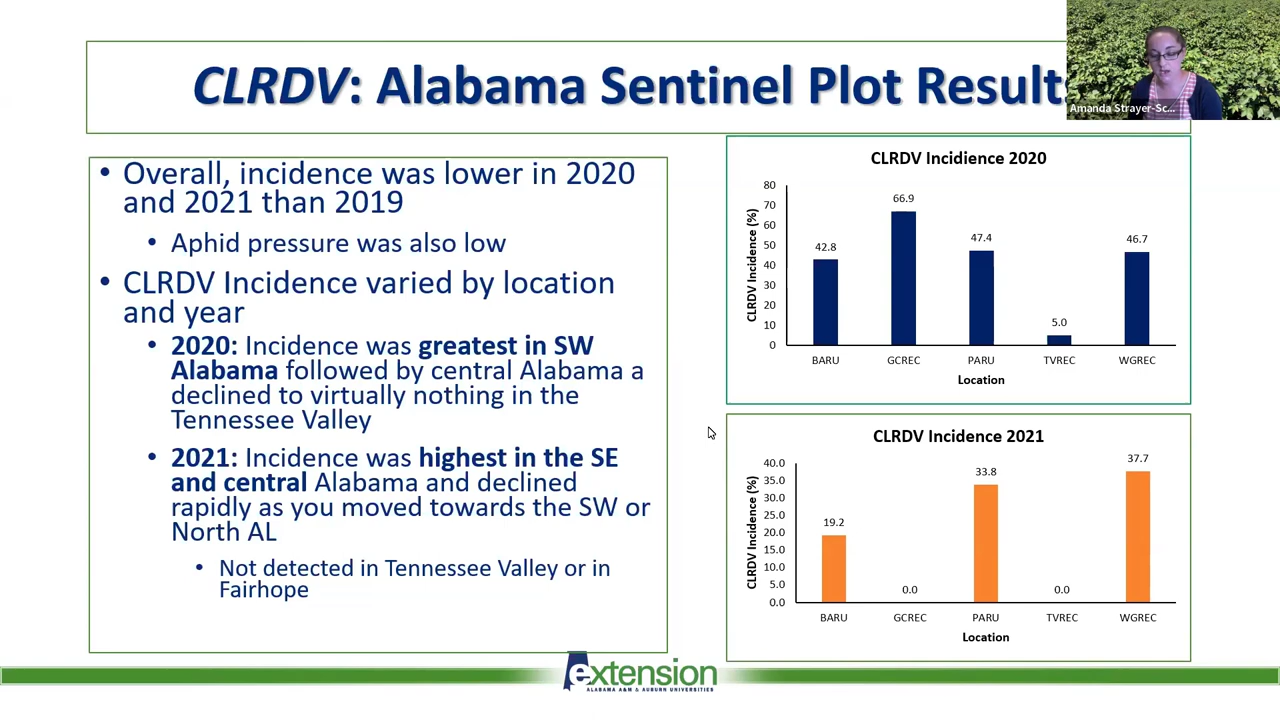 CLRDV: Alabama Sentinel Plot Result
Amanda Strayer-Sc...
• Overall, incidence was lower in 2020
and 2021 than 2019
• Aphid pressure was also low
• CLRDV Incidence varied by location
and year
• 2020: Incidence was greatest in SW
Alabama followed by central Alabama a
declined to virtually nothing in the
Tennessee Valley
• 2021: Incidence was highest in the SE
and central Alabama and declined
rapidly as you moved towards the SW or
North AL
• Not detected in Tennessee Valley or in
Fairhope
CLRDV Incidience 2020
CLRDV Incidence (%)
80
70
60
50
40
30
20
10
0
42.8
66.9
47.4
5.0
46.7
BARU GCREC PARU TVREC WGREC
Location
CLRDV Incidence 2021
CLRDV Incidence (%)
40.0
35.0
30.0
25.0
20.0
15.0
10.0
5.0
0.0
19.2
0.0
33.8
0.0
37.7
BARU GCREC PARU TVREC WGREC
Location
extension
ALABAMA A&M & AUBURN UNIVERSITIES